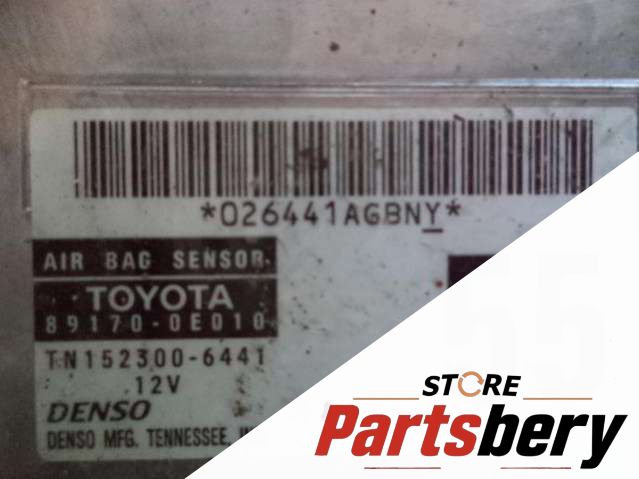 *026441AGBNY*
AIR BAG SENSOR
TOYOTA
89170-0E010
TN152300-6441
12V
DENSO
DENSO MFG. TENNESSEE,
STORE
Partsbery